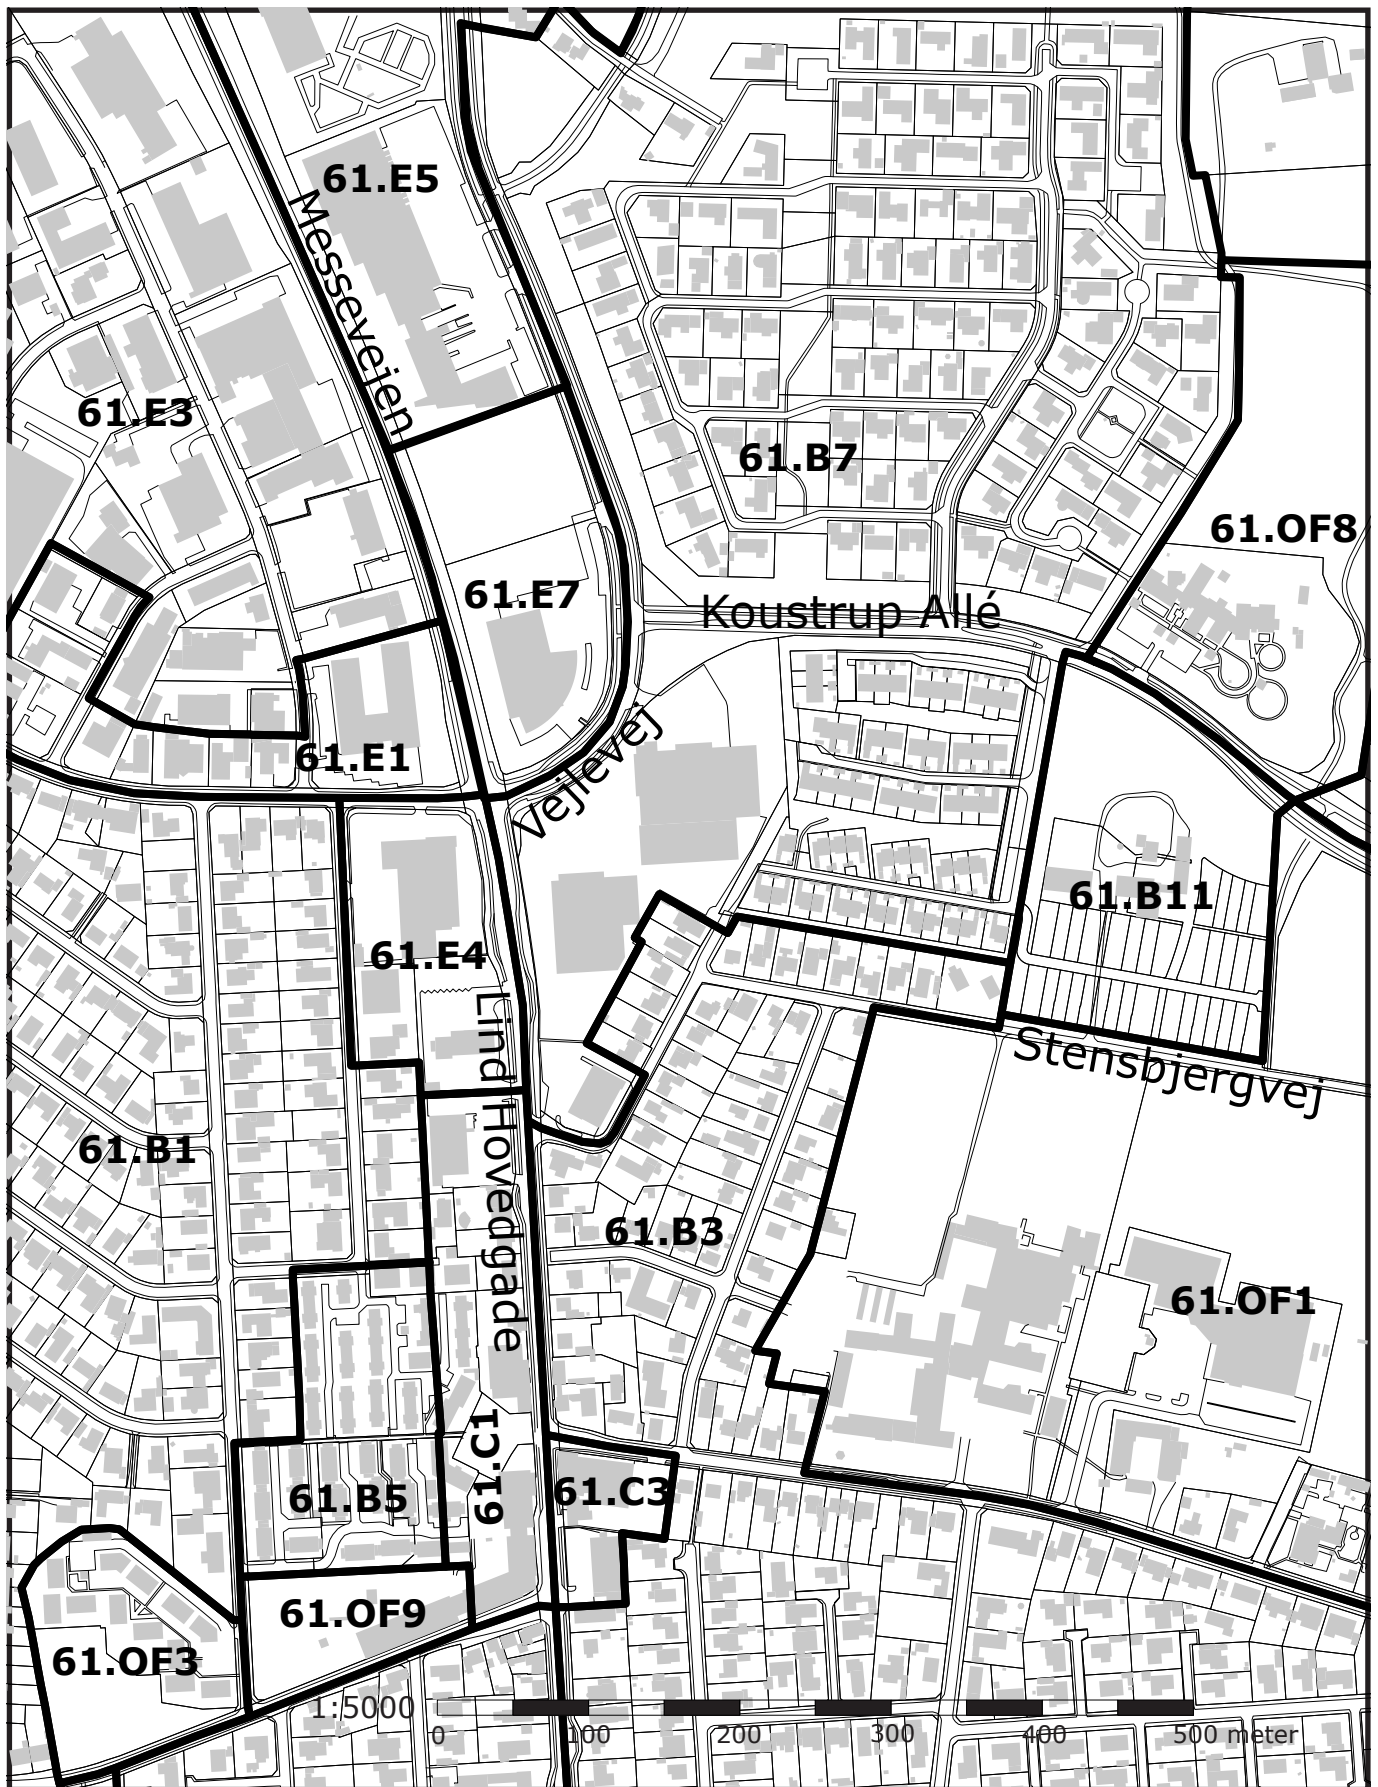 61.E5
Messevejen
61.E3
61.B7
61.OF8
61.E7
Koustrup Allé
61.E1
Vejlevej
61.B11
61.E4
Lind Hovedgade
Stensbjergvej
61.B1
61.B3
61.OF1
61.C1
61.B5
61.C3
61.OF9
61.OF3
1:5000
0 100 200 300 400 500 meter